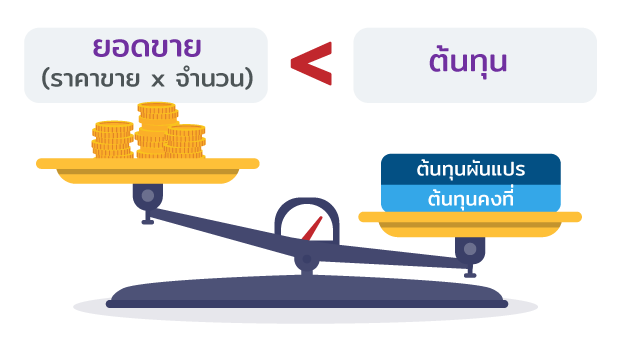 ยอดขาย
(ราคาขาย x จำนวน)
<
ต้นทุน
ต้นทุนผันแปร
ต้นทุนคงที่